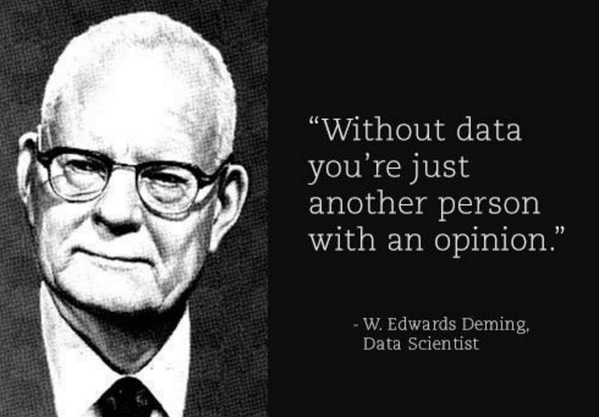 “Without data
you’re just
another person
with an opinion.”
- W. Edwards Deming,
Data Scientist